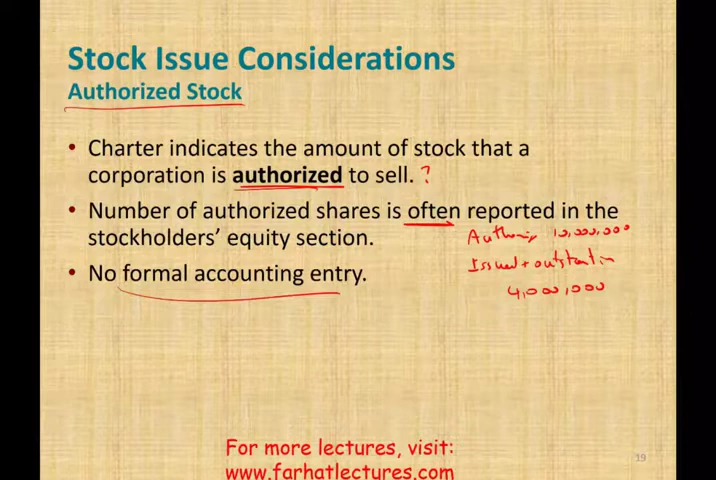 Stock Issue Considerations
Authorized Stock
• Charter indicates the amount of stock that a
corporation is authorized to sell. ?
• Number of authorized shares is often reported in the
stockholders' equity section.
Authoriz 10,000,000
Issued + outstandin
4,000,000
• No formal accounting entry.
For more lectures, visit:
www.farhatlectures.com
19